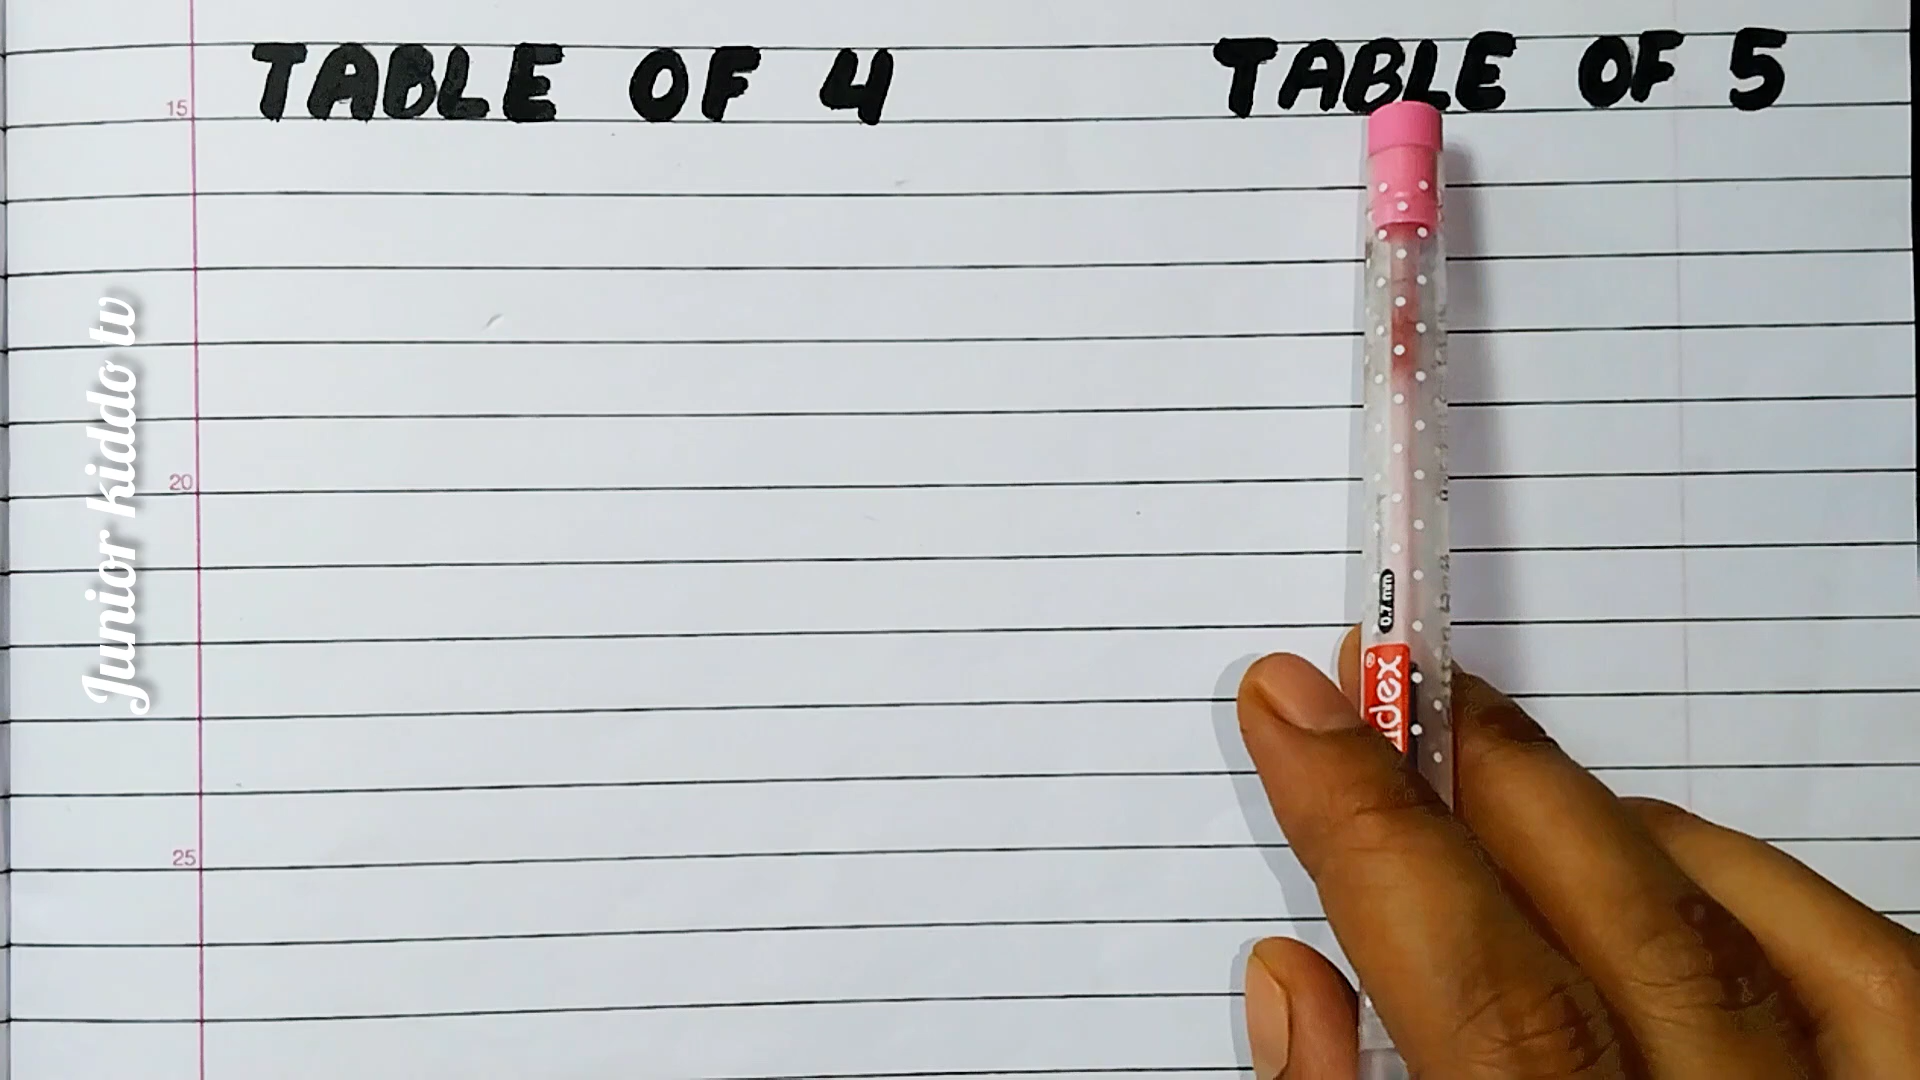 TABLE OF 4 TABLE OF 5
15
20
25
Junior kiddo tv
0.7 mm